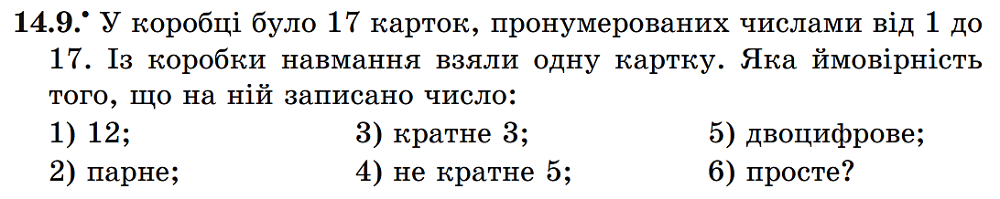 14.9.• У коробці було 17 карток, пронумерованих числами від 1 до
17. Із коробки навмання взяли одну картку. Яка ймовірність
того, що на ній записано число:
1) 12; 3) кратне 3; 5) двоцифрове;
2) парне; 4) не кратне 5; 6) просте?